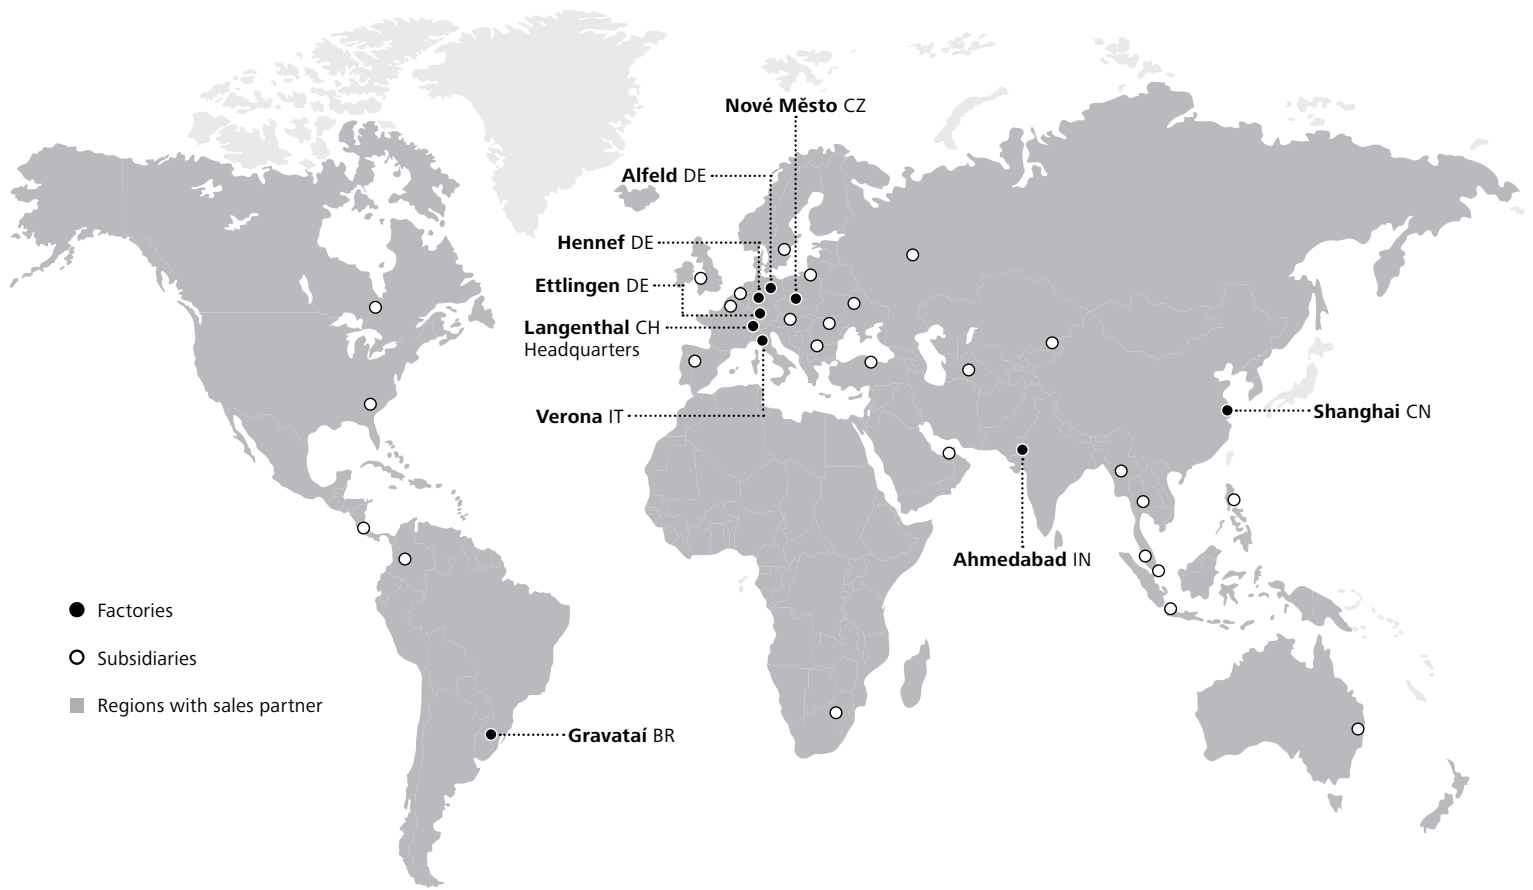 Nové Město CZ
Alfeld DE
Hennef DE
Ettlingen DE
Langenthal CH
Headquarters
Verona IT
Shanghai CN
Ahmedabad IN
Factories
Subsidiaries
Regions with sales partner
Gravataí BR